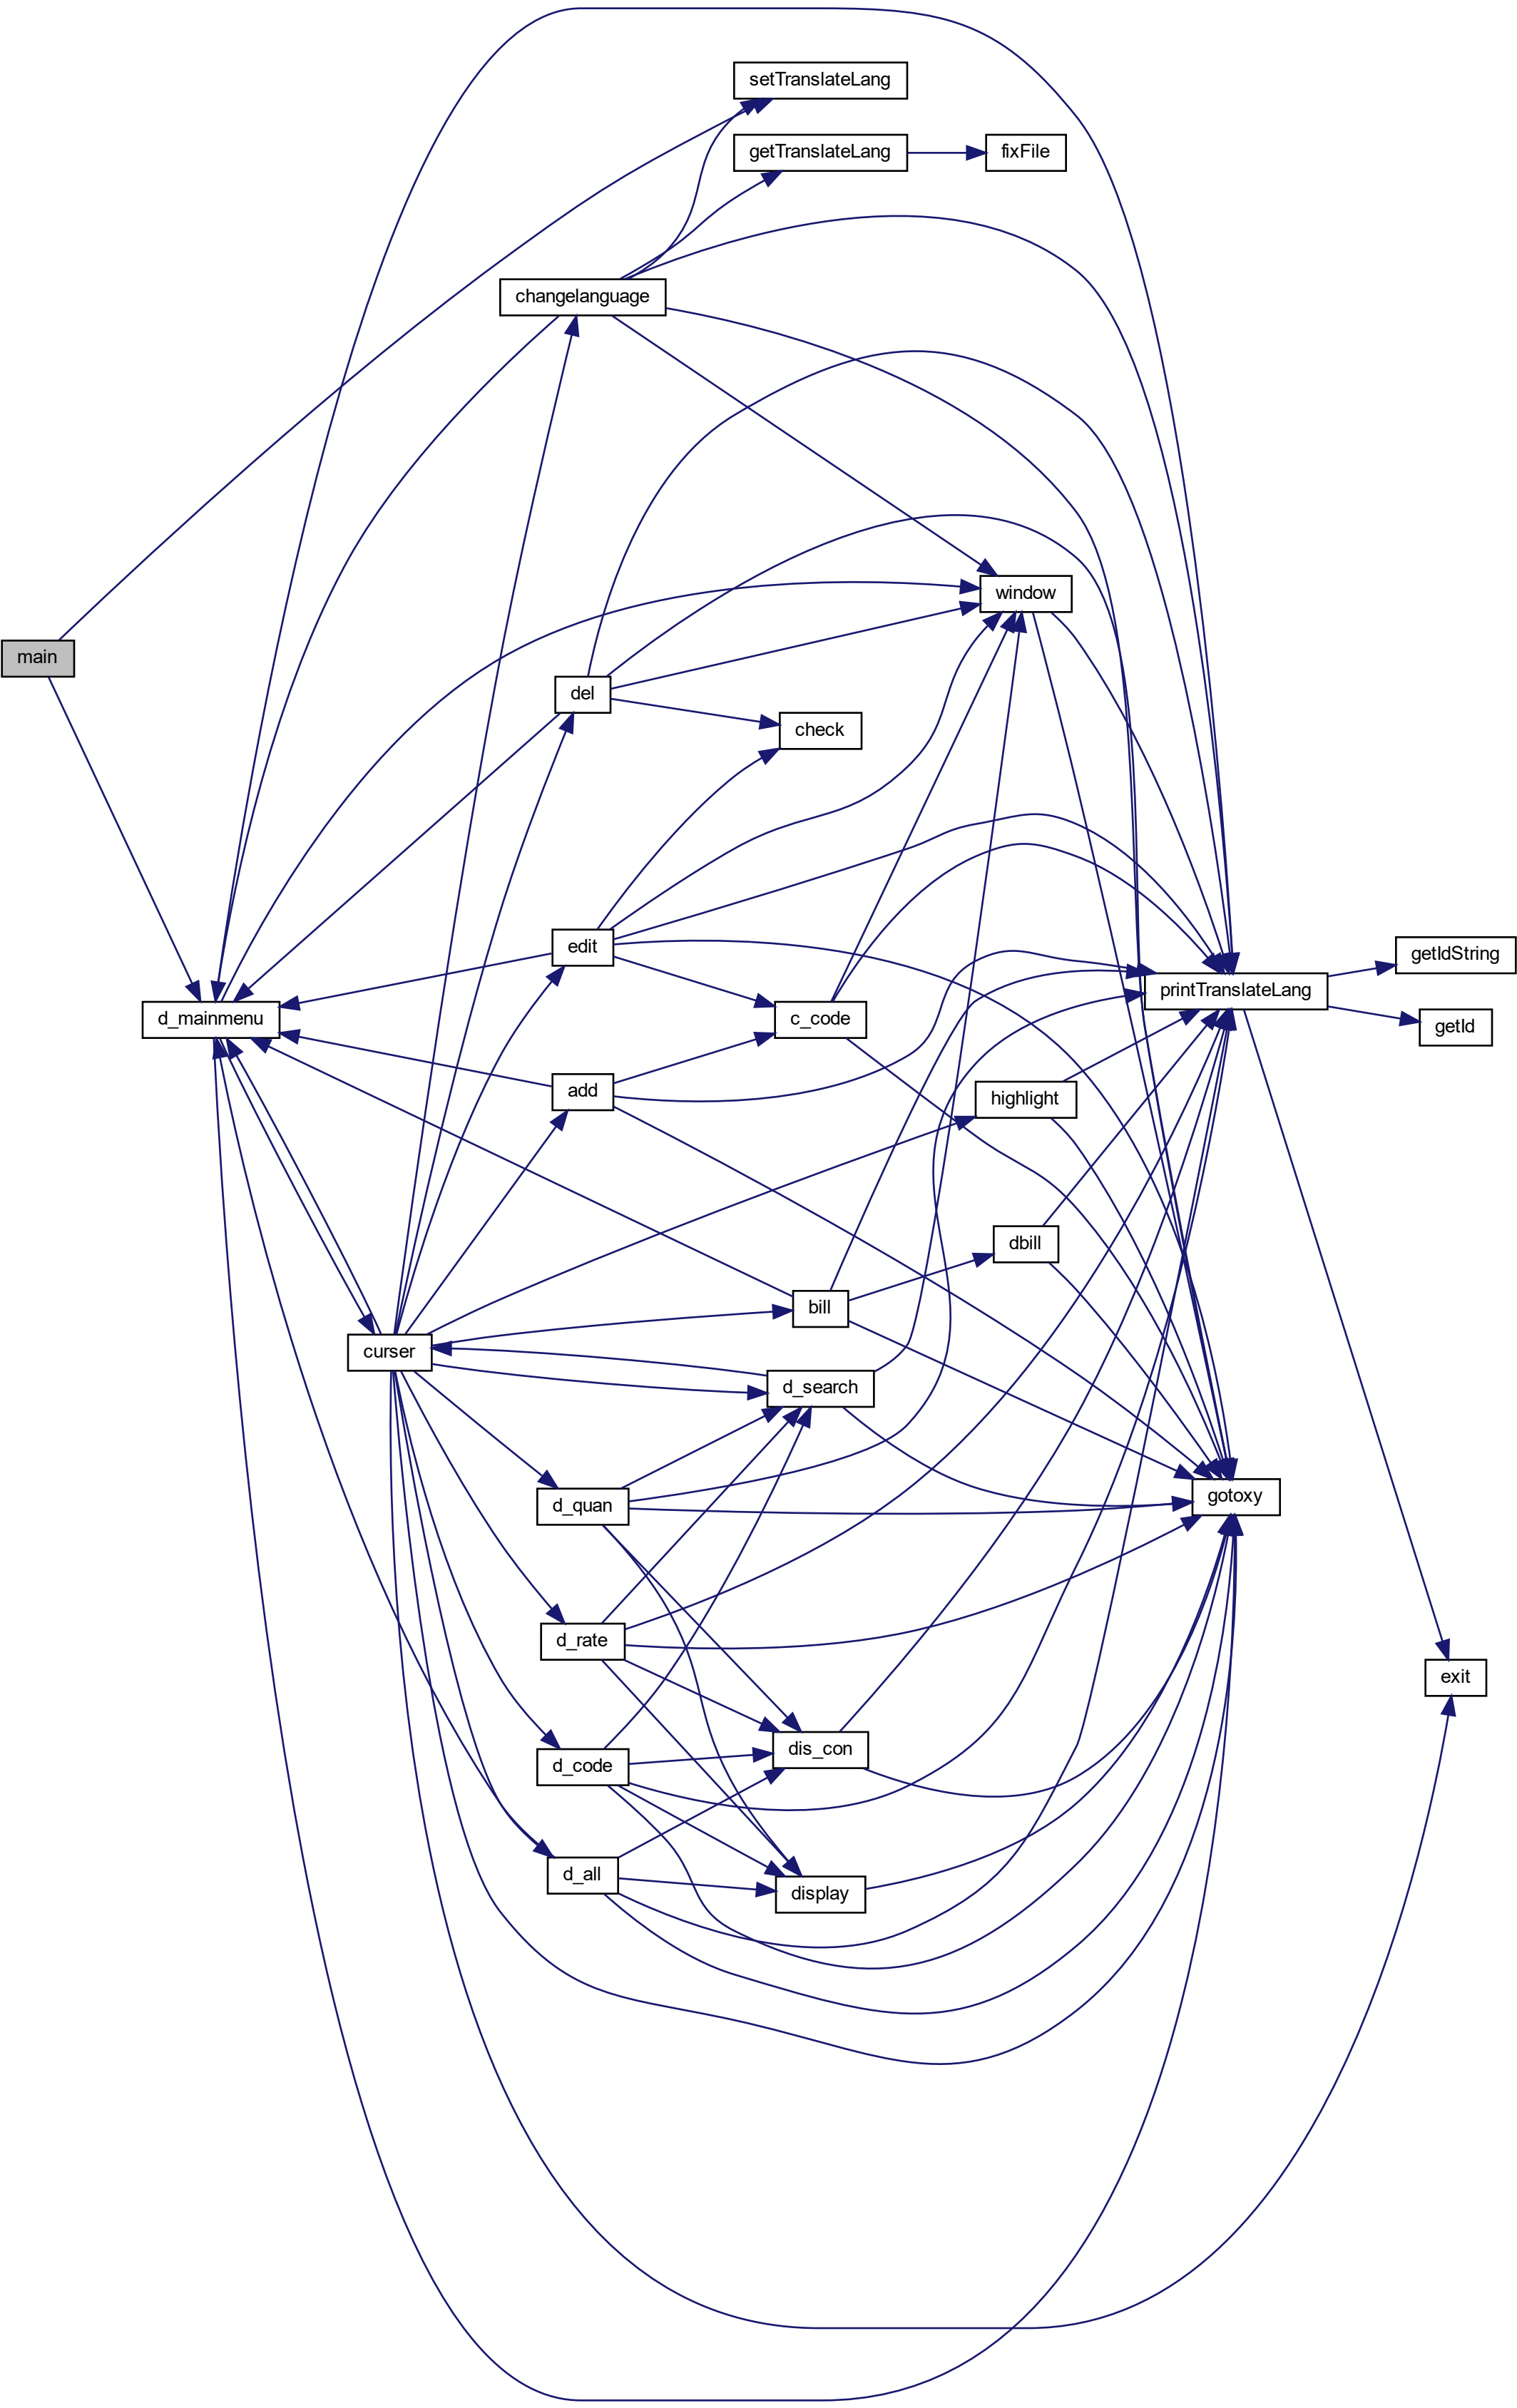 setTranslateLang
getTranslateLang
fixFile
changelanguage
window
main
del
check
edit
getIdString
printTranslateLang
d_mainmenu
c_code
getId
add
highlight
dbill
bill
curser
d_search
gotoxy
d_quan
d_rate
exit
dis_con
d_code
d_all
display